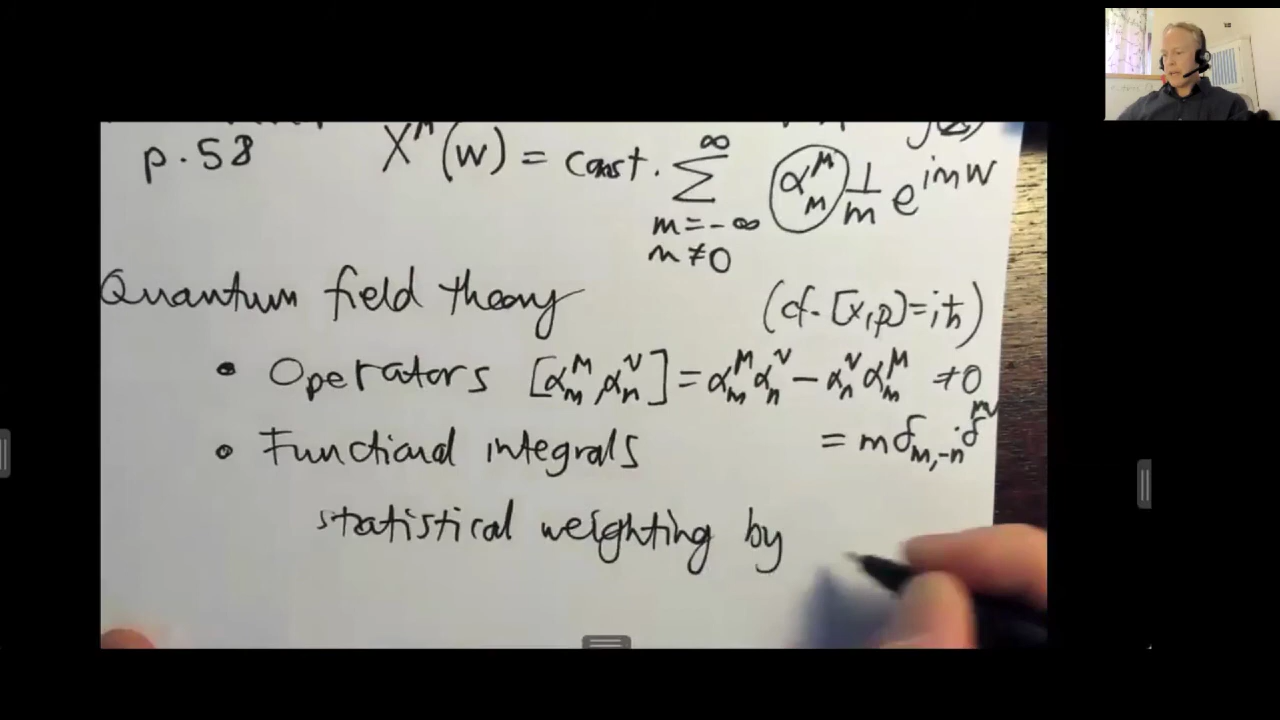 p.58 X^μ(w) = const. ∑_{m=-∞, m≠0}^{∞} α^μ_m 1/m e^{imw}
Quantum field theory (cf. [x,p]=iħ)
• Operators [α^μ_m, α^ν_n] = α^μ_m α^ν_n − α^ν_n α^μ_m ≠0
• Functional integrals = m δ_{m,-n} δ^{μν}
statistical weighting by